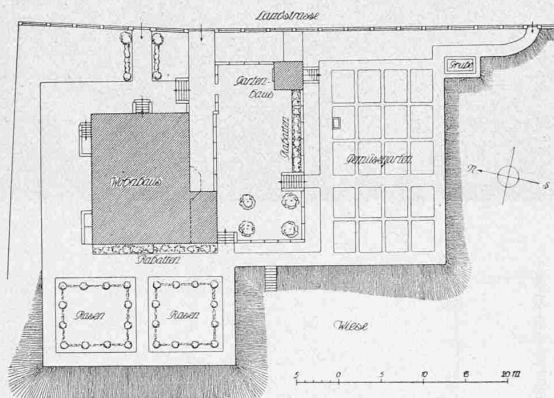 Landstrasse
Grube
Garten-
haus
Rabatten
Gemüsegarten
Wohnhaus
N
S
Rabatten
Rasen
Rasen
Wiese
5 0 5 10 15 20 m